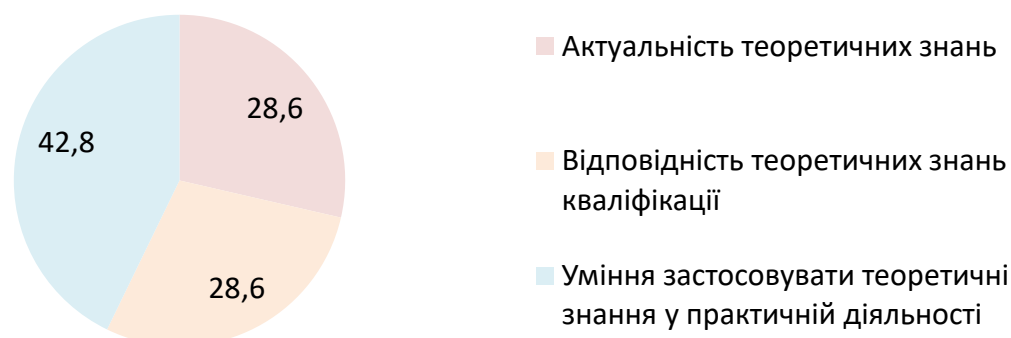 28,6
42,8
28,6
Актуальність теоретичних знань
Відповідність теоретичних знань
кваліфікації
Уміння застосовувати теоретичні
знання у практичній діяльності